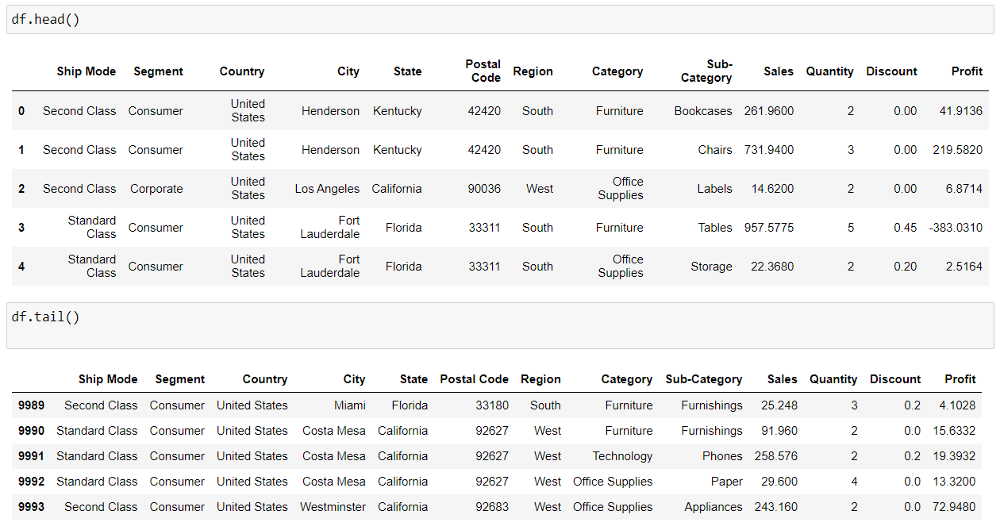 df.head()
Ship Mode Segment Country City State Postal Code Region Category Sub-Category Sales Quantity Discount Profit
0 Second Class Consumer United States Henderson Kentucky 42420 South Furniture Bookcases 261.9600 2 0.00 41.9136
1 Second Class Consumer United States Henderson Kentucky 42420 South Furniture Chairs 731.9400 3 0.00 219.5820
2 Second Class Corporate United States Los Angeles California 90036 West Office Supplies Labels 14.6200 2 0.00 6.8714
3 Standard Class Consumer United States Fort Lauderdale Florida 33311 South Furniture Tables 957.5775 5 0.45 -383.0310
4 Standard Class Consumer United States Fort Lauderdale Florida 33311 South Office Supplies Storage 22.3680 2 0.20 2.5164
df.tail()
Ship Mode Segment Country City State Postal Code Region Category Sub-Category Sales Quantity Discount Profit
9989 Second Class Consumer United States Miami Florida 33180 South Furniture Furnishings 25.248 3 0.2 4.1028
9990 Standard Class Consumer United States Costa Mesa California 92627 West Furniture Furnishings 91.960 2 0.0 15.6332
9991 Standard Class Consumer United States Costa Mesa California 92627 West Technology Phones 258.576 2 0.2 19.3932
9992 Standard Class Consumer United States Costa Mesa California 92627 West Office Supplies Paper 29.600 4 0.0 13.3200
9993 Second Class Consumer United States Westminster California 92683 West Office Supplies Appliances 243.160 2 0.0 72.9480